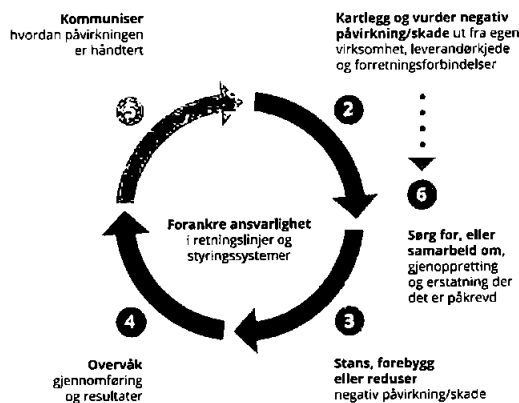 Kommuniser
hvordan påvirkningen
er håndtert
Kartlegg og vurder negativ
påvirkning/skade ut fra egen
virksomhet, leverandørkjede
og forretningsforbindelser
5
2
6
Forankre ansvarlighet
i retningslinjer og
styringssystemer
Sørg for, eller
samarbeid om,
gjenoppretting
og erstatning der
det er påkrevd
4
3
Overvåk
gjennomføring
og resultater
Stans, forebygg
eller reduser
negativ påvirkning/skade